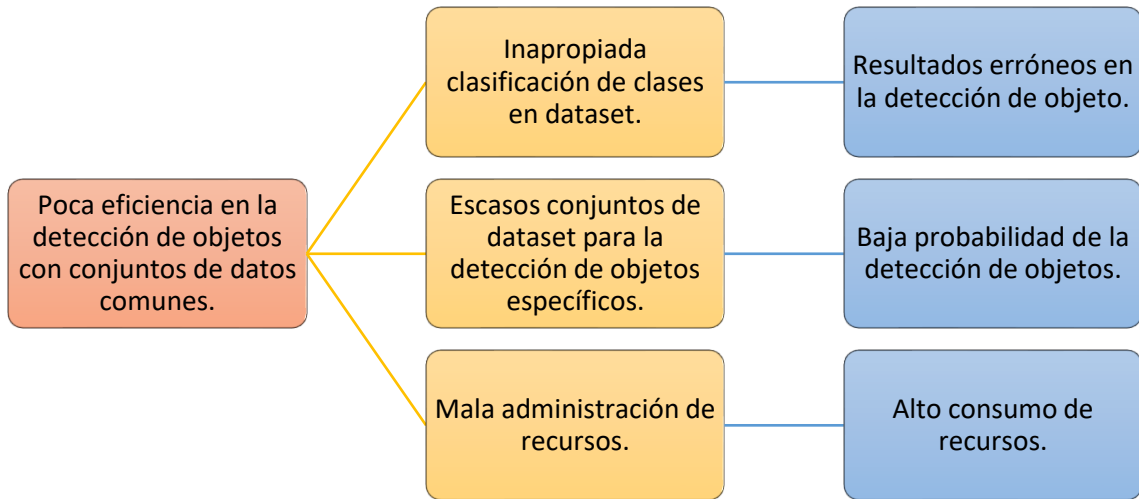 Poca eficiencia en la
detección de objetos
con conjuntos de datos
comunes.
Inapropiada
clasificación de clases
en dataset.
Resultados erróneos en
la detección de objeto.
Escasos conjuntos de
dataset para la
detección de objetos
específicos.
Baja probabilidad de la
detección de objetos.
Mala administración de
recursos.
Alto consumo de
recursos.